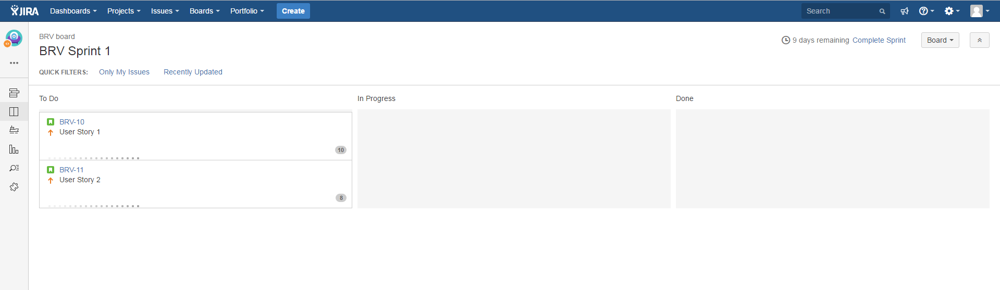 JIRA Dashboards Projects Issues Boards Portfolio Create Search
BRV board
BRV Sprint 1
9 days remaining Complete Sprint Board
QUICK FILTERS: Only My Issues Recently Updated
To Do In Progress Done
BRV-10
User Story 1
10
BRV-11
User Story 2
8